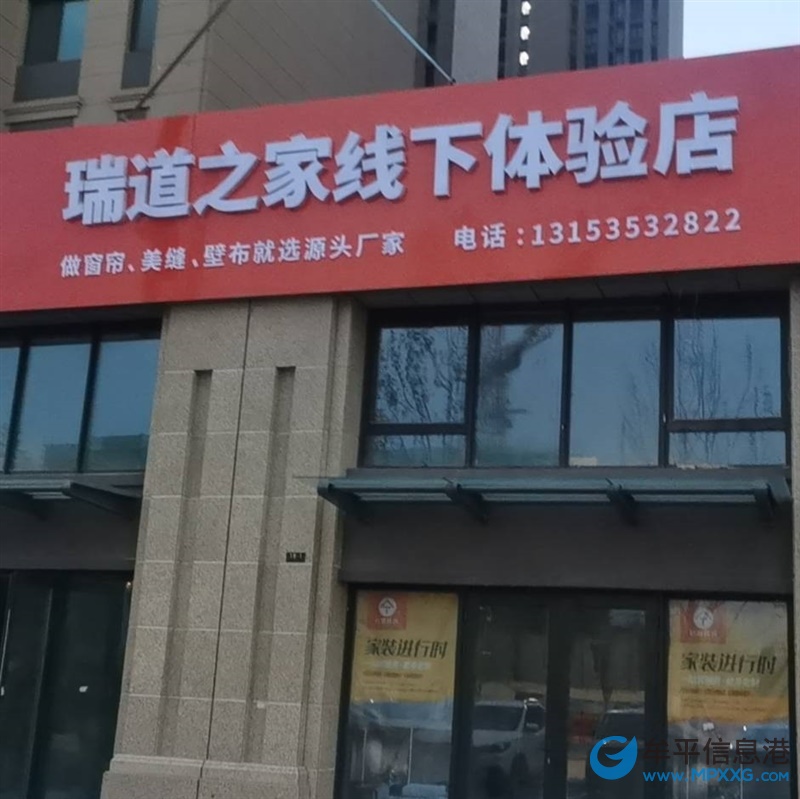 瑞道之家线下体验店
做窗帘、美缝、壁布就选源头厂家 电话:13153532822
家装进行时
家装进行时
牟平信息港
www.MPXXG.com